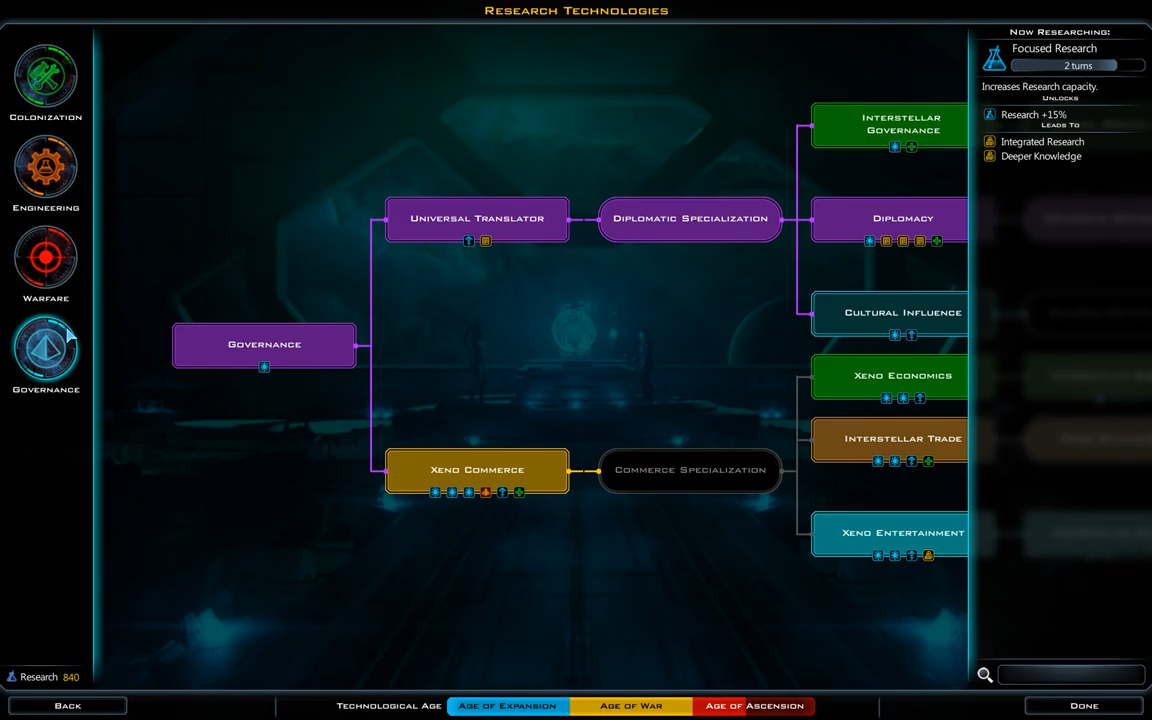 Research Technologies
Colonization
Engineering
Warfare
Governance
Governance
Universal Translator
Diplomatic Specialization
Xeno Commerce
Commerce Specialization
Interstellar
Governance
Diplomacy
Cultural Influence
Xeno Economics
Interstellar Trade
Xeno Entertainment
Now Researching:
Focused Research
2 turns
Increases Research capacity.
Unlocks
Research +15%
Leads To
Integrated Research
Deeper Knowledge
Research 840
Back
Technological Age
Age of Expansion
Age of War
Age of Ascension
Done